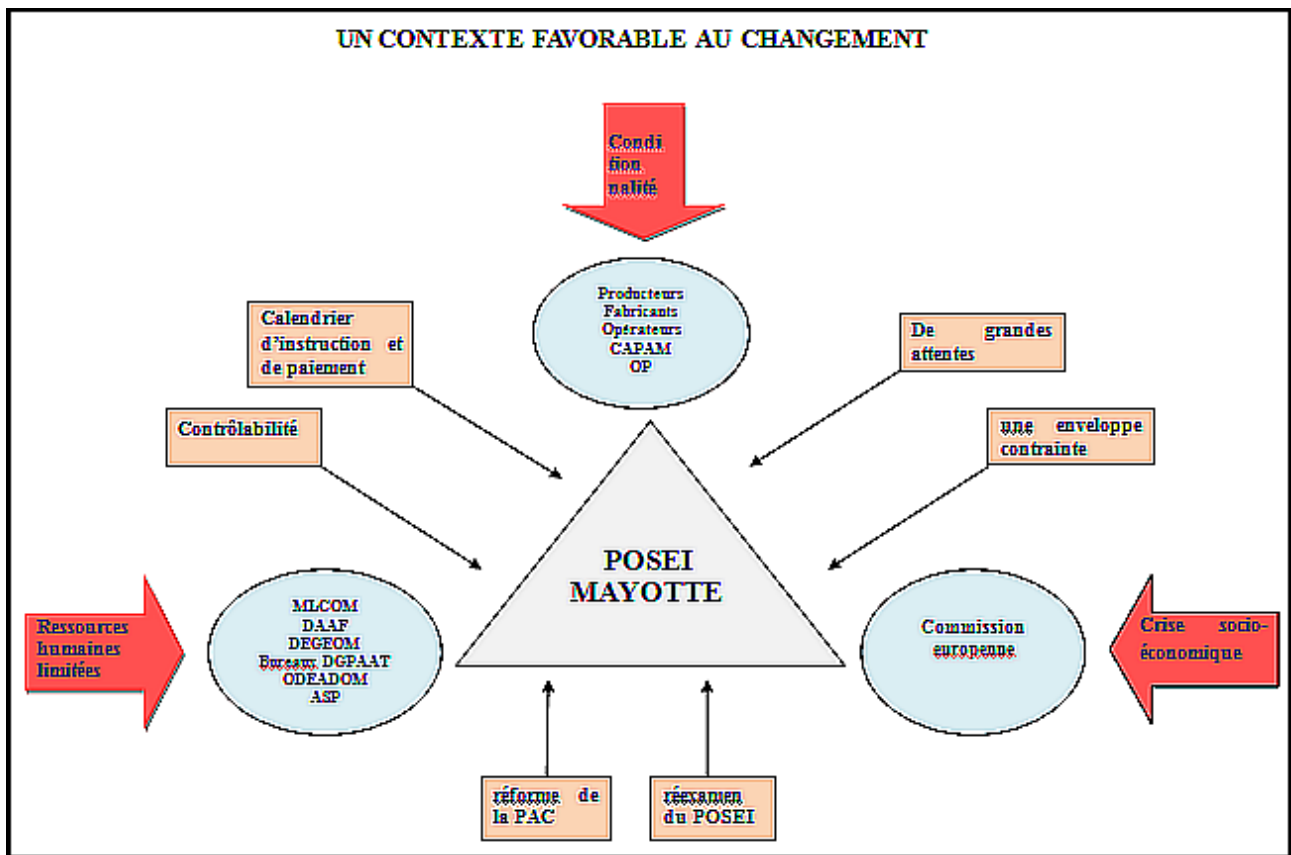 UN CONTEXTE FAVORABLE AU CHANGEMENT
Condi
tion
nalité
Producteurs
Fabricants
Opérateurs
CAPAM
OP
Calendrier
d'instruction et
de paiement
De grandes
attentes
Contrôlabilité
une enveloppe
contrainte
POSEI
MAYOTTE
Ressources
humaines
limitées
MLCOM
DAAF
DEGEOM
Bureaux DGPAAT
ODEADOM
ASP
Commission
europenne
Crise socio-
économique
réforme de
la PAC
réexamen
du POSEI